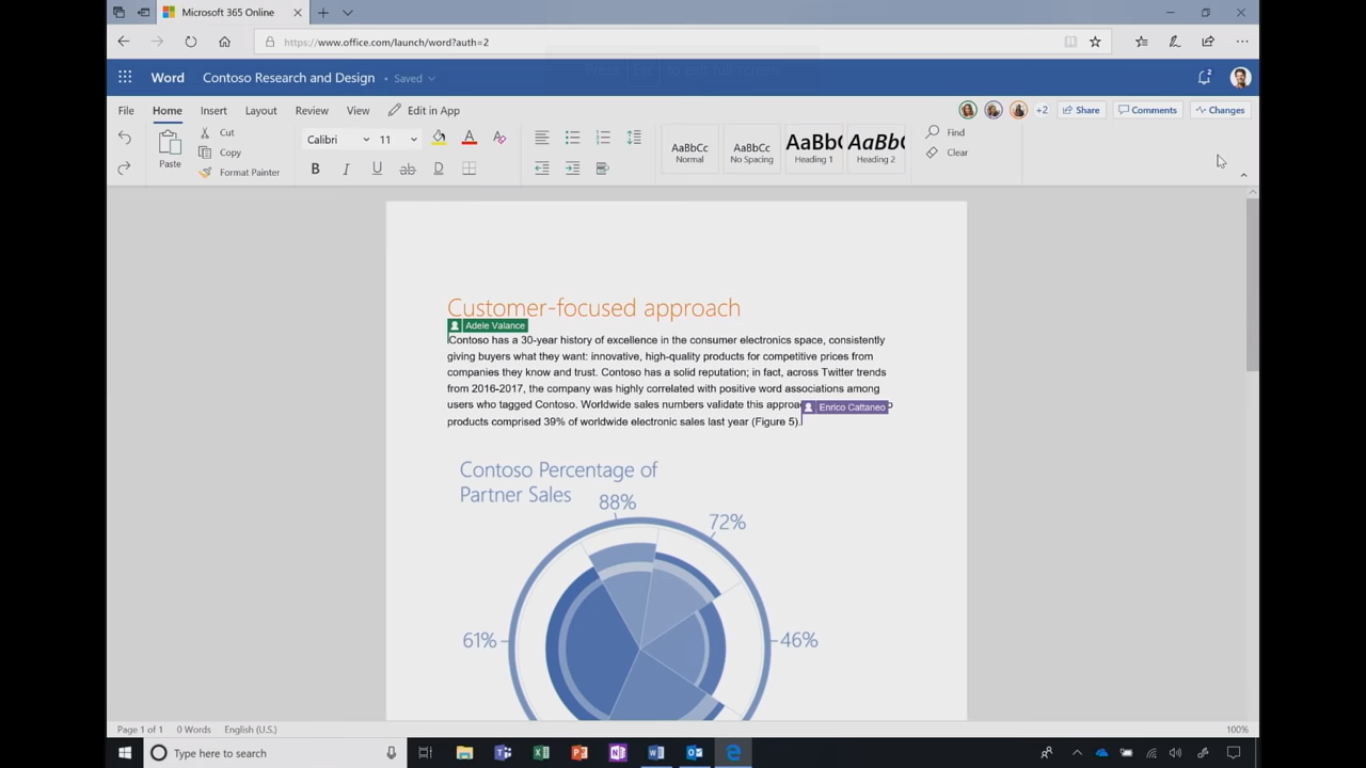 Microsoft 365 Online
https://www.office.com/launch/word?auth=2
Word Contoso Research and Design • Saved
2
File Home Insert Layout Review View Edit in App
+2 Share Comments Changes
Paste
Cut
Copy
Format Painter
Calibri 11
B I U ab D
AaBbCc
Normal
AaBbCc
No Spacing
AaBb(
Heading 1
AaBb(
Heading 2
Find
Clear
Customer-focused approach
Adele Valance
Contoso has a 30-year history of excellence in the consumer electronics space, consistently
giving buyers what they want: innovative, high-quality products for competitive prices from
companies they know and trust. Contoso has a solid reputation; in fact, across Twitter trends
from 2016-2017, the company was highly correlated with positive word associations among
users who tagged Contoso. Worldwide sales numbers validate this
Enrico Cattaneo
products comprised 39% of worldwide electronic sales last year (Figure 5).
Contoso Percentage of
Partner Sales
88%
72%
61%
46%
Page 1 of 1 0 Words English (U.S.) 100%
Type here to search